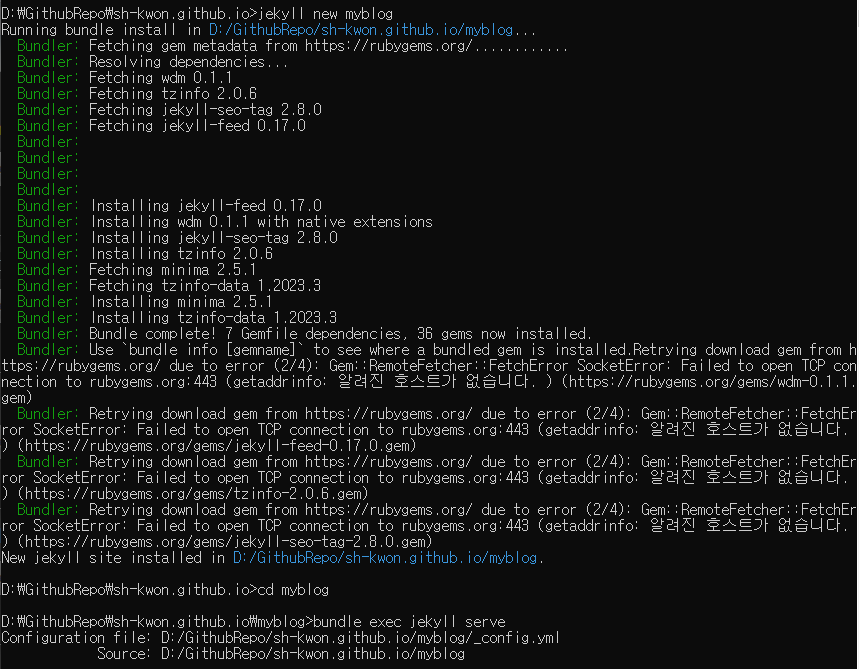 D:₩GithubRepo₩sh-kwon.github.io>jekyll new myblog
Running bundle install in D:/GithubRepo/sh-kwon.github.io/myblog...
  Bundler: Fetching gem metadata from https://rubygems.org/............
  Bundler: Resolving dependencies...
  Bundler: Fetching wdm 0.1.1
  Bundler: Fetching tzinfo 2.0.6
  Bundler: Fetching jekyll-seo-tag 2.8.0
  Bundler: Fetching jekyll-feed 0.17.0
  Bundler:
  Bundler:
  Bundler:
  Bundler:
  Bundler: Installing jekyll-feed 0.17.0
  Bundler: Installing wdm 0.1.1 with native extensions
  Bundler: Installing jekyll-seo-tag 2.8.0
  Bundler: Installing tzinfo 2.0.6
  Bundler: Fetching minima 2.5.1
  Bundler: Fetching tzinfo-data 1.2023.3
  Bundler: Installing minima 2.5.1
  Bundler: Installing tzinfo-data 1.2023.3
  Bundler: Bundle complete! 7 Gemfile dependencies, 36 gems now installed.
  Bundler: Use `bundle info [gemname]` to see where a bundled gem is installed.Retrying download gem from h
ttps://rubygems.org/ due to error (2/4): Gem::RemoteFetcher::FetchError SocketError: Failed to open TCP con
nection to rubygems.org:443 (getaddrinfo: 알려진 호스트가 없습니다. ) (https://rubygems.org/gems/wdm-0.1.1.
gem)
  Bundler: Retrying download gem from https://rubygems.org/ due to error (2/4): Gem::RemoteFetcher::FetchEr
ror SocketError: Failed to open TCP connection to rubygems.org:443 (getaddrinfo: 알려진 호스트가 없습니다.
) (https://rubygems.org/gems/jekyll-feed-0.17.0.gem)
  Bundler: Retrying download gem from https://rubygems.org/ due to error (2/4): Gem::RemoteFetcher::FetchEr
ror SocketError: Failed to open TCP connection to rubygems.org:443 (getaddrinfo: 알려진 호스트가 없습니다.
) (https://rubygems.org/gems/tzinfo-2.0.6.gem)
  Bundler: Retrying download gem from https://rubygems.org/ due to error (2/4): Gem::RemoteFetcher::FetchEr
ror SocketError: Failed to open TCP connection to rubygems.org:443 (getaddrinfo: 알려진 호스트가 없습니다.
) (https://rubygems.org/gems/jekyll-seo-tag-2.8.0.gem)
New jekyll site installed in D:/GithubRepo/sh-kwon.github.io/myblog.
D:₩GithubRepo₩sh-kwon.github.io>cd myblog
D:₩GithubRepo₩sh-kwon.github.io₩myblog>bundle exec jekyll serve
Configuration file: D:/GithubRepo/sh-kwon.github.io/myblog/_config.yml
            Source: D:/GithubRepo/sh-kwon.github.io/myblog